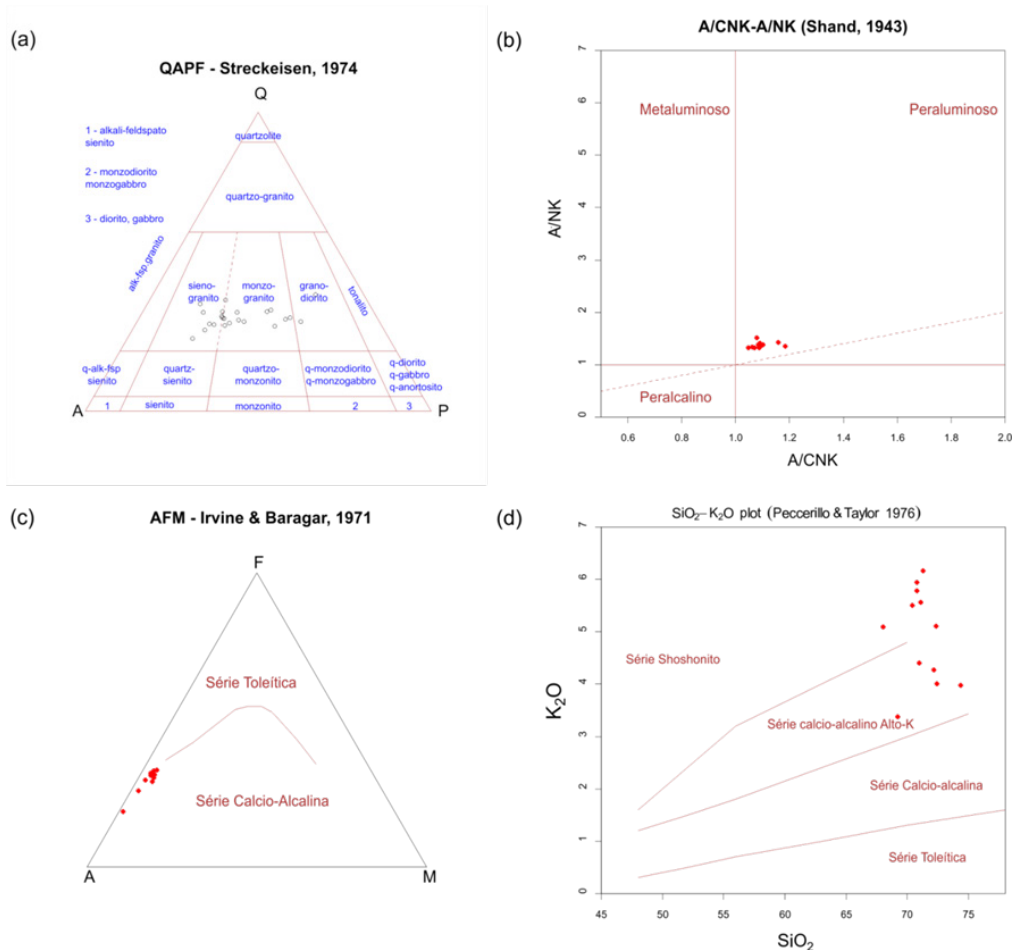 (a)
QAPF - Streckeisen, 1974
Q
1 - alkali-feldspato
sienito
2 - monzodiorito
monzogabbro
3 - diorito, gabbro
quartzolite
quartzo-granito
alk-fsp.granito
sieno-
granito
monzo-
granito
grano-
diorito
tonalito
q-alk-fsp
sienito
quartz-
sienito
quartzo-
monzonito
q-monzodiorito
q-monzogabbro
q-diorito
q-gabbro
q-anortosito
A
1
sienito
monzonito
2
3
P
(b)
A/CNK-A/NK (Shand, 1943)
7
6
5
4
3
2
1
0
A/NK
Metaluminoso
Peraluminoso
Peralcalino
0.6
0.8
1.0
1.2
1.4
1.6
1.8
2.0
A/CNK
(c)
AFM - Irvine & Baragar, 1971
F
Série Toleítica
Série Calcio-Alcalina
A
M
(d)
SiO₂–K₂O plot (Peccerillo & Taylor 1976)
7
6
5
4
3
2
1
0
K₂O
Série Shoshonito
Série calcio-alcalino Alto-K
Série Calcio-alcalina
Série Toleítica
45
50
55
60
65
70
75
SiO₂